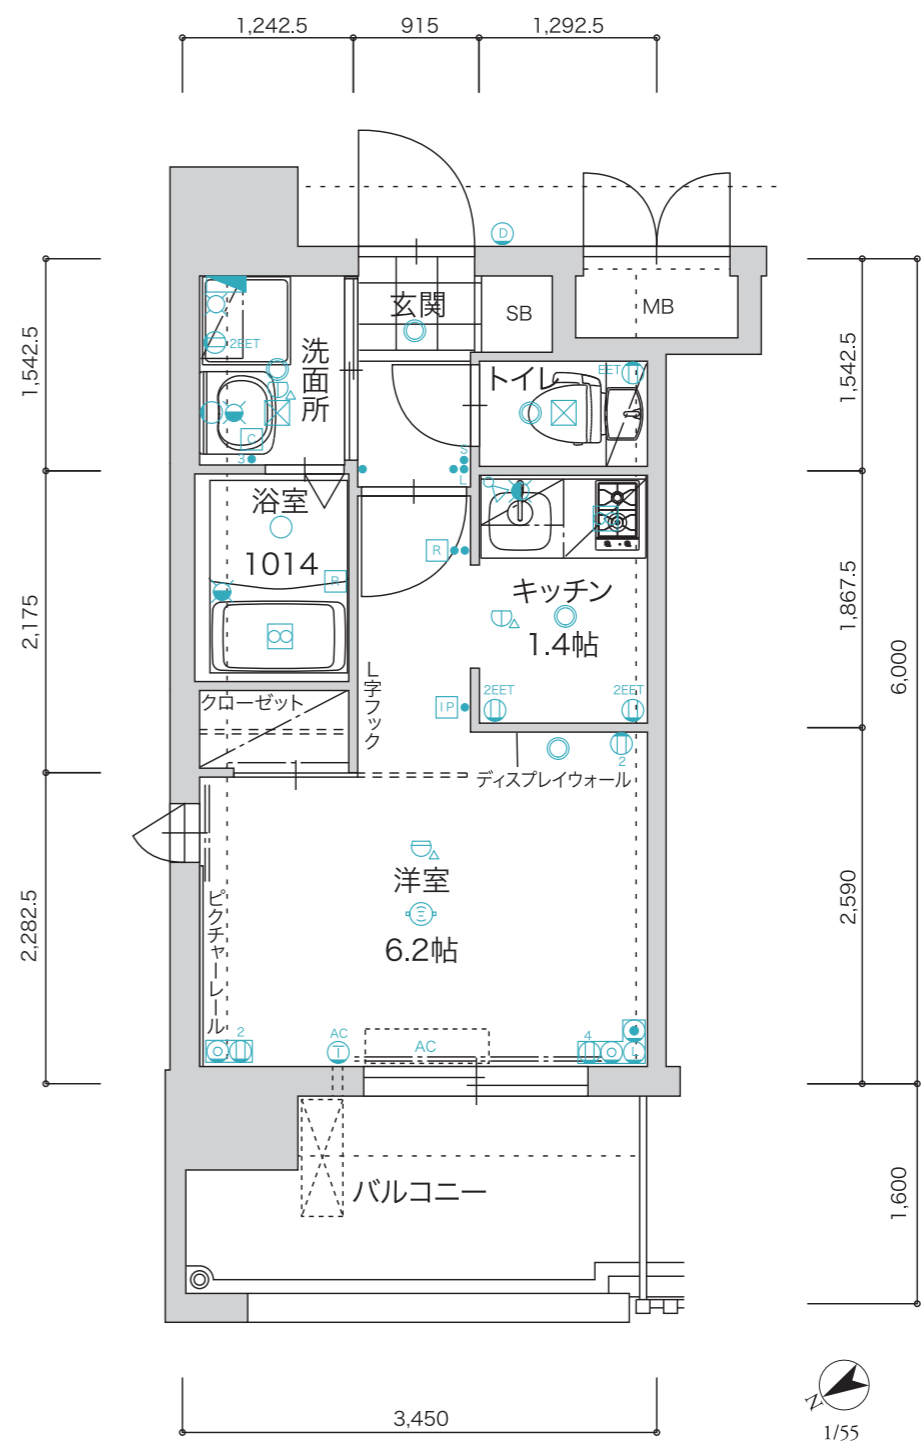 1,242.5
915
1,292.5
D
玄関
SB
MB
1,542.5
1,542.5
2EET
洗面所
トイレ
EET
C
3
S
L
浴室
1014
R
R
キッチン
1.4帖
2,175
1,867.5
6,000
L字フック
2EET
2EET
IP
クローゼット
2
ディスプレイウォール
洋室
6.2帖
ピクチャーレール
2,282.5
2,590
2
AC
AC
4
L
バルコニー
1,600
3,450
N
1/55